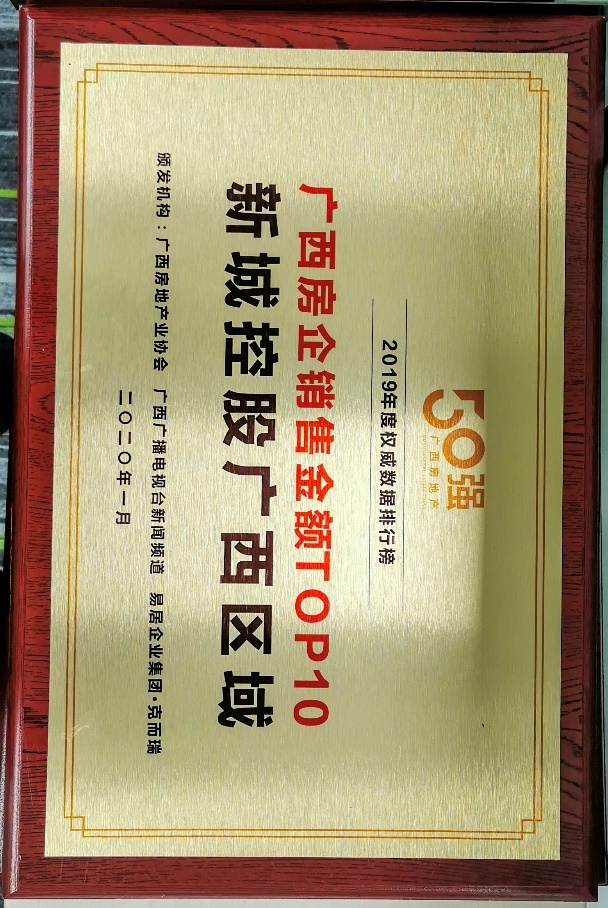 50强
广西房地产
2019年度权威数据排行榜
广西房企销售金额TOP10
新城控股广西区域
颁发机构：广西房地产业协会 广西广播电视台新闻频道 易居企业集团·克而瑞
二〇二〇年一月